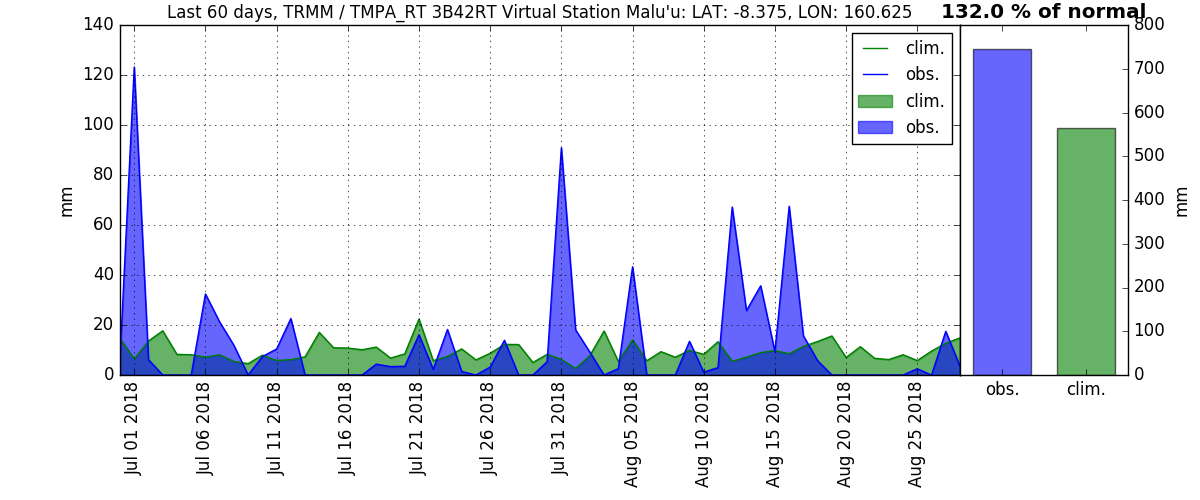 Last 60 days, TRMM / TMPA_RT 3B42RT Virtual Station Malu'u: LAT: -8.375, LON: 160.625
132.0 % of normal
140
120
100
80
60
40
20
0
mm
clim.
obs.
clim.
obs.
800
700
600
500
400
300
200
100
0
mm
Jul 01 2018
Jul 06 2018
Jul 11 2018
Jul 16 2018
Jul 21 2018
Jul 26 2018
Jul 31 2018
Aug 05 2018
Aug 10 2018
Aug 15 2018
Aug 20 2018
Aug 25 2018
obs.
clim.